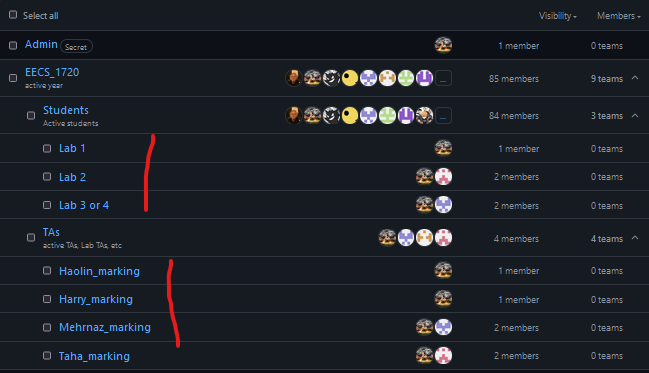 Select all Visibility Members
Admin Secret 1 member 0 teams
EECS_1720 85 members 9 teams
active year
Students ... 84 members 3 teams
Active students
Lab 1 1 member 0 teams
Lab 2 2 members 0 teams
Lab 3 or 4 2 members 0 teams
TAs 4 members 4 teams
active TAs, Lab TAs, etc
Haolin_marking 1 member 0 teams
Harry_marking 1 member 0 teams
Mehrnaz_marking 2 members 0 teams
Taha_marking 2 members 0 teams